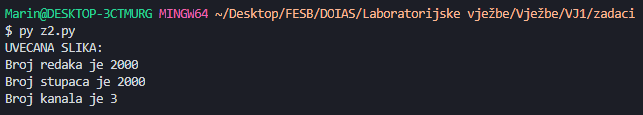 Marin@DESKTOP-3CTMURG MINGW64 ~/Desktop/FESB/DOIAS/Laboratorijske vježbe/Vježbe/VJ1/zadaci
$ py z2.py
UVECANA SLIKA:
Broj redaka je 2000
Broj stupaca je 2000
Broj kanala je 3